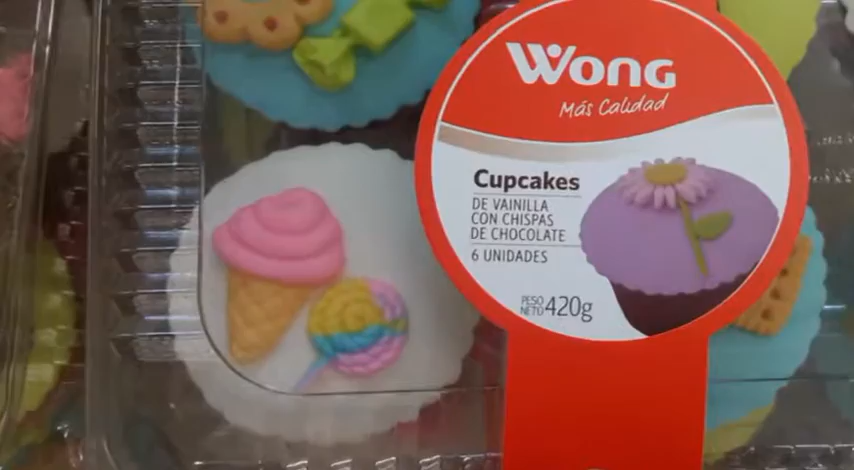 Wong
Más Calidad
Cupcakes
DE VAINILLA
CON CHISPAS
DE CHOCOLATE
6 UNIDADES
PESO
NETO 420g